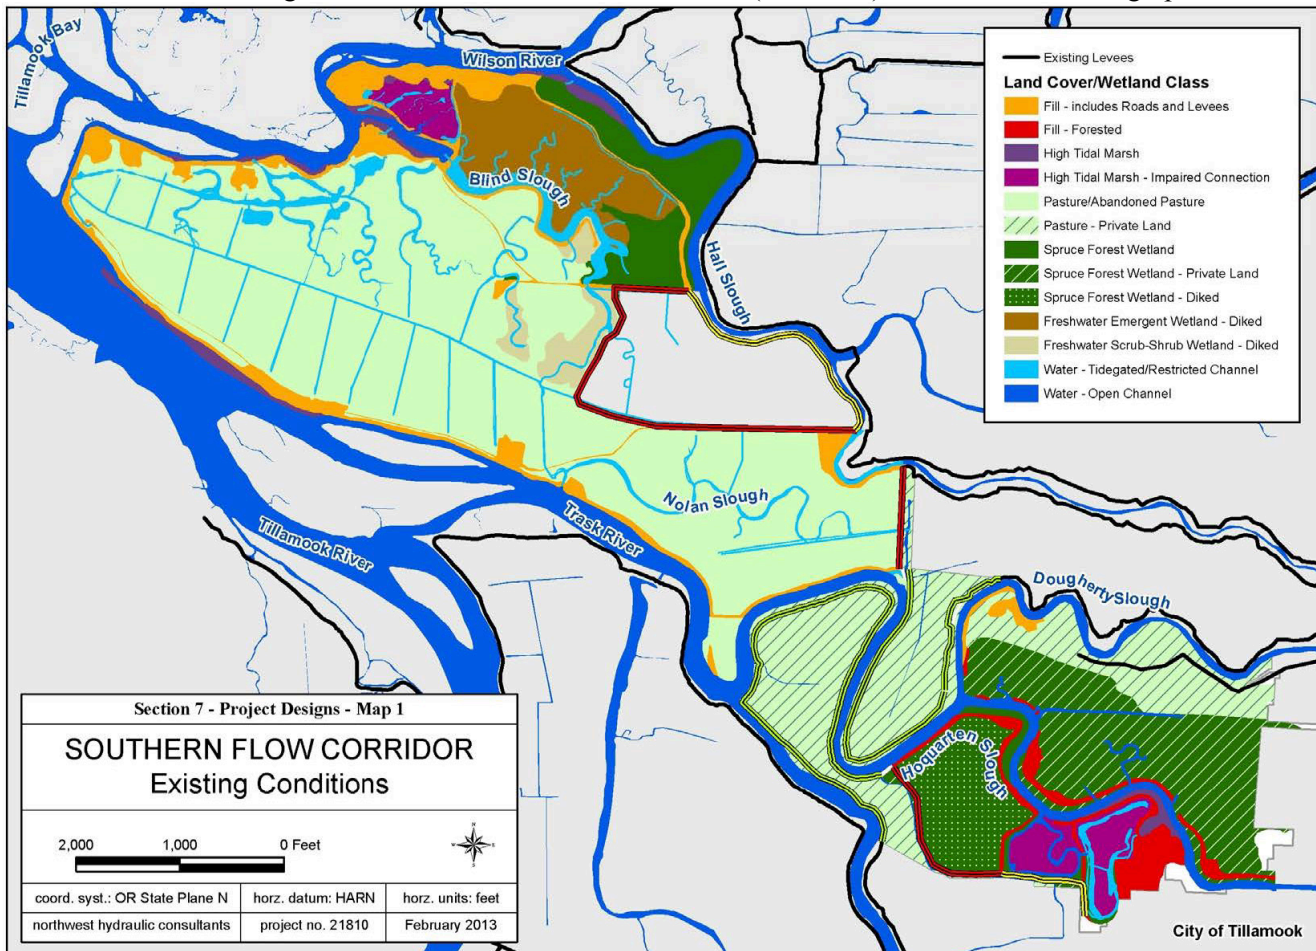 Tillamook Bay
Wilson River
Blind Slough
Hall Slough
Nolan Slough
Trask River
Tillamook River
Dougherty Slough
Hoquarten Slough
City of Tillamook
Existing Levees
Land Cover/Wetland Class
Fill - includes Roads and Levees
Fill - Forested
High Tidal Marsh
High Tidal Marsh - Impaired Connection
Pasture/Abandoned Pasture
Pasture - Private Land
Spruce Forest Wetland
Spruce Forest Wetland - Private Land
Spruce Forest Wetland - Diked
Freshwater Emergent Wetland - Diked
Freshwater Scrub-Shrub Wetland - Diked
Water - Tidegated/Restricted Channel
Water - Open Channel
Section 7 - Project Designs - Map 1
SOUTHERN FLOW CORRIDOR
Existing Conditions
2,000 1,000 0 Feet
coord. syst.: OR State Plane N horz. datum: HARN horz. units: feet
northwest hydraulic consultants project no. 21810 February 2013